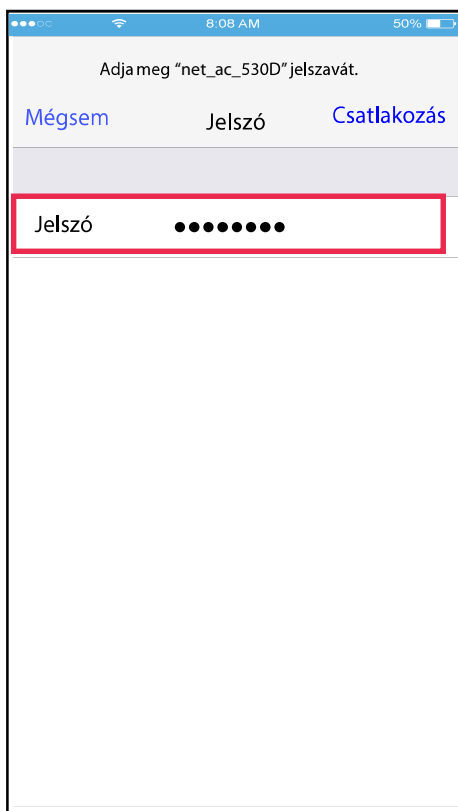 8:08 AM 50%
Adja meg “net_ac_530D” jelszavát.
Mégsem Jelszó Csatlakozás
Jelszó ●●●●●●●●